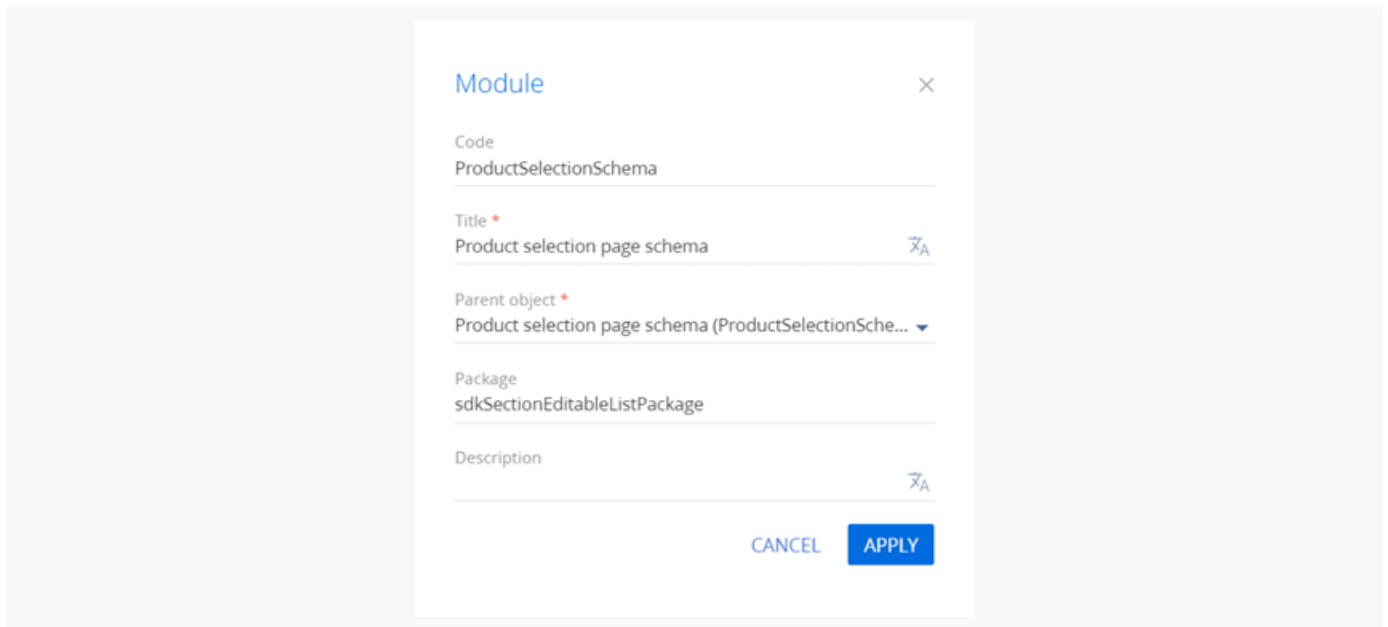 Module
Code
ProductSelectionSchema
Title *
Product selection page schema
Parent object *
Product selection page schema (ProductSelectionSche...
Package
sdkSectionEditableListPackage
Description
CANCEL APPLY